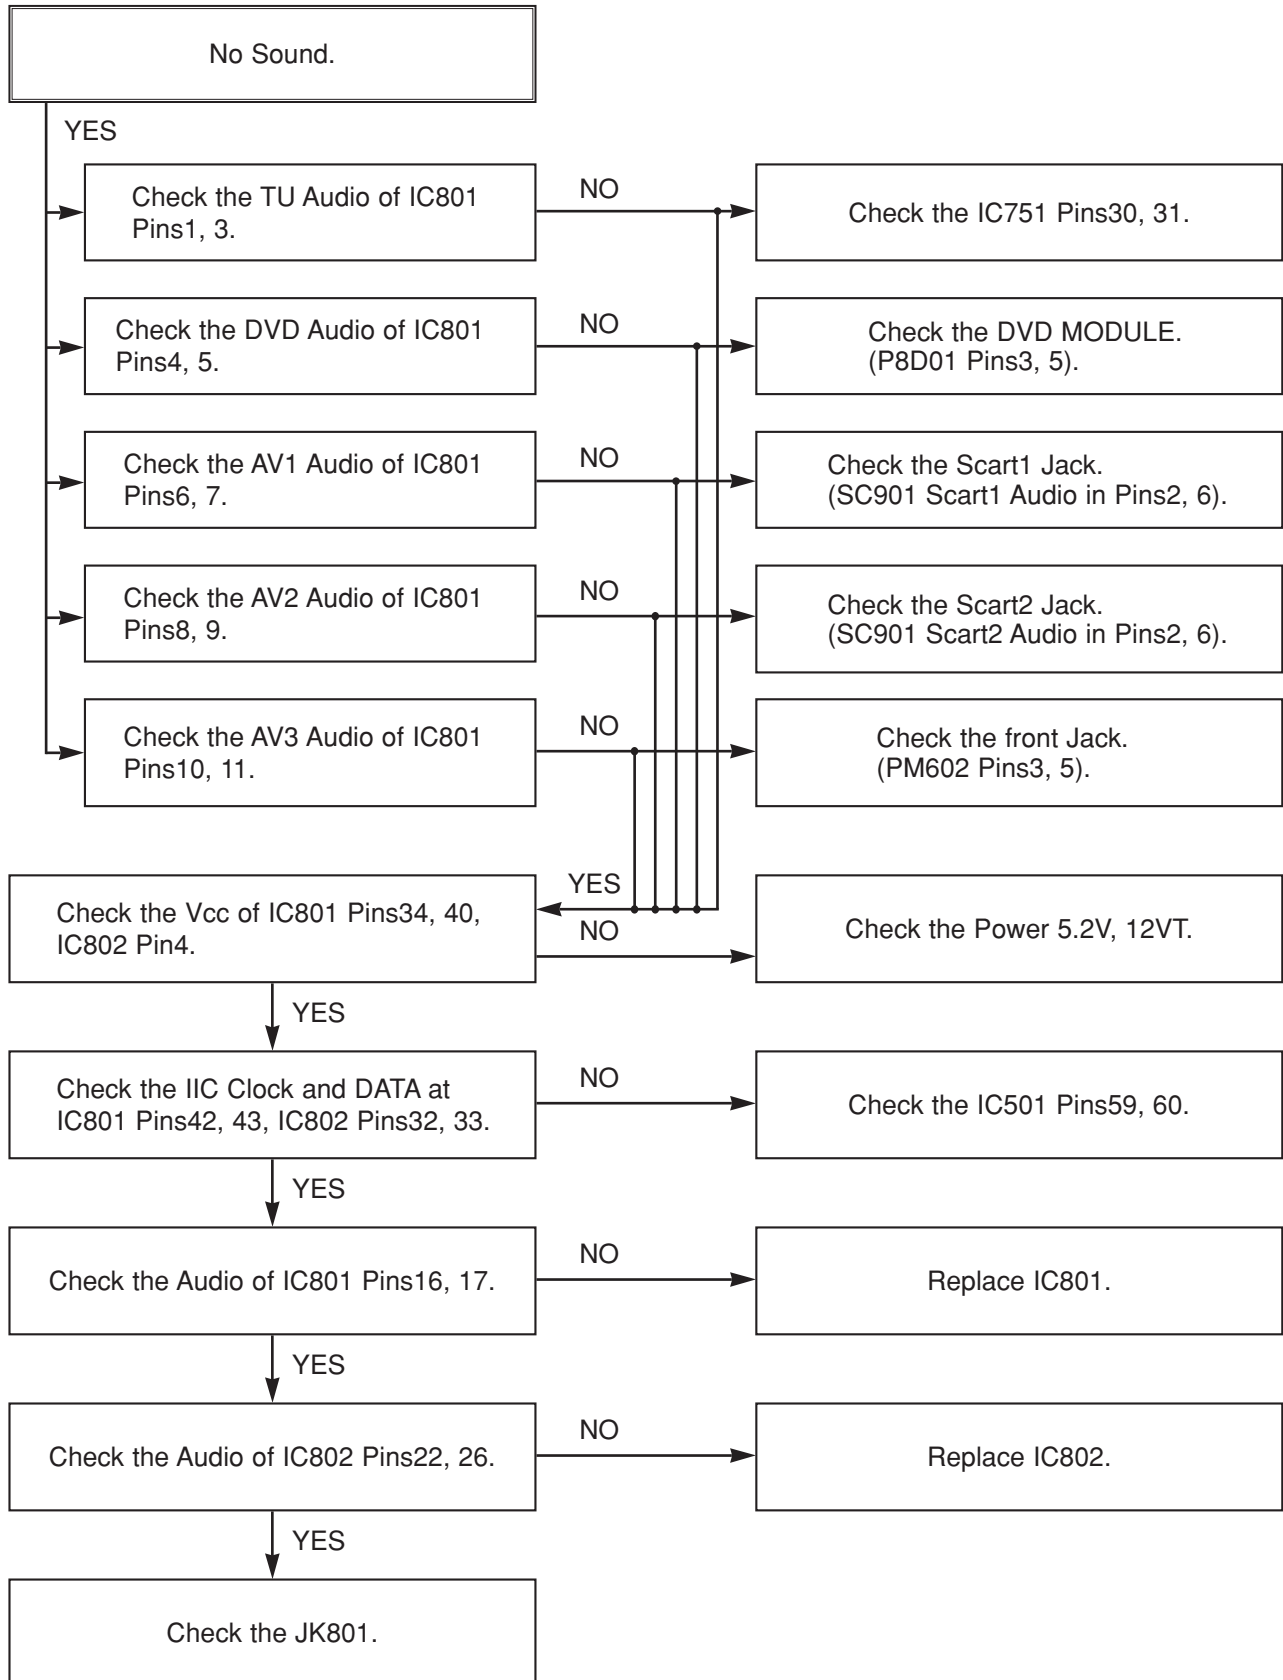 No Sound.
YES
Check the TU Audio of IC801
Pins1, 3.
NO
Check the IC751 Pins30, 31.
Check the DVD Audio of IC801
Pins4, 5.
NO
Check the DVD MODULE.
(P8D01 Pins3, 5).
Check the AV1 Audio of IC801
Pins6, 7.
NO
Check the Scart1 Jack.
(SC901 Scart1 Audio in Pins2, 6).
Check the AV2 Audio of IC801
Pins8, 9.
NO
Check the Scart2 Jack.
(SC901 Scart2 Audio in Pins2, 6).
Check the AV3 Audio of IC801
Pins10, 11.
NO
Check the front Jack.
(PM602 Pins3, 5).
YES
Check the Vcc of IC801 Pins34, 40,
IC802 Pin4.
NO
Check the Power 5.2V, 12VT.
YES
Check the IIC Clock and DATA at
IC801 Pins42, 43, IC802 Pins32, 33.
NO
Check the IC501 Pins59, 60.
YES
Check the Audio of IC801 Pins16, 17.
NO
Replace IC801.
YES
Check the Audio of IC802 Pins22, 26.
NO
Replace IC802.
YES
Check the JK801.